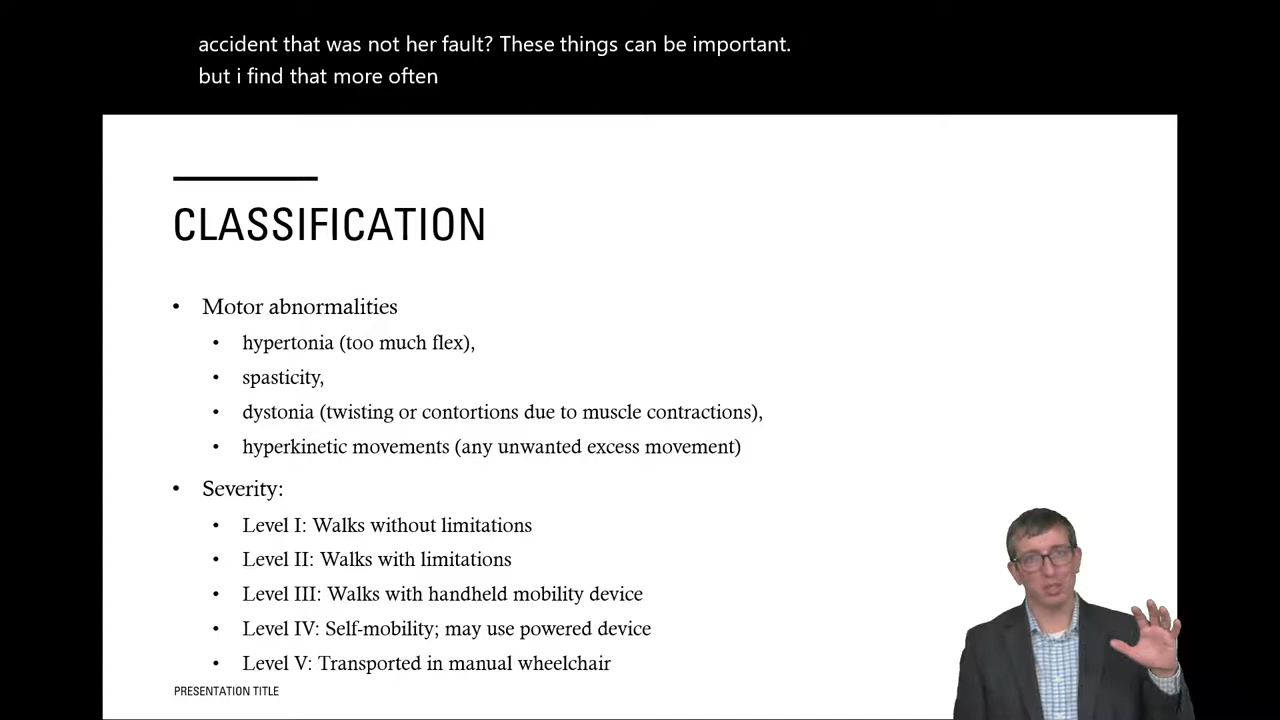 accident that was not her fault? These things can be important.
but i find that more often
CLASSIFICATION
• Motor abnormalities
• hypertonia (too much flex),
• spasticity,
• dystonia (twisting or contortions due to muscle contractions),
• hyperkinetic movements (any unwanted excess movement)
• Severity:
• Level I: Walks without limitations
• Level II: Walks with limitations
• Level III: Walks with handheld mobility device
• Level IV: Self-mobility; may use powered device
• Level V: Transported in manual wheelchair
PRESENTATION TITLE